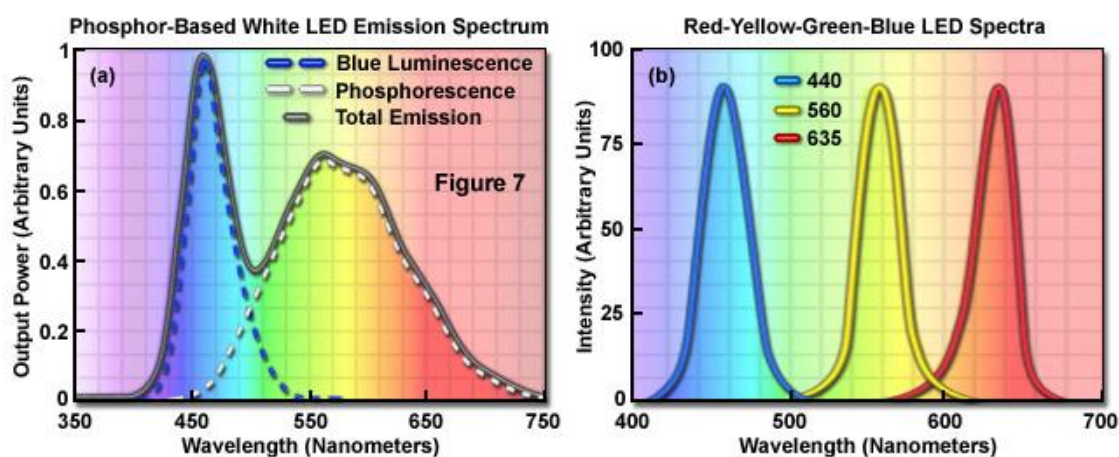 Phosphor-Based White LED Emission Spectrum
(a)
Blue Luminescence
Phosphorescence
Total Emission
Figure 7
Output Power (Arbitrary Units)
1
0.8
0.6
0.4
0.2
0
350 450 550 650 750
Wavelength (Nanometers)
Red-Yellow-Green-Blue LED Spectra
(b)
440
560
635
Intensity (Arbitrary Units)
100
75
50
25
0
400 500 600 700
Wavelength (Nanometers)